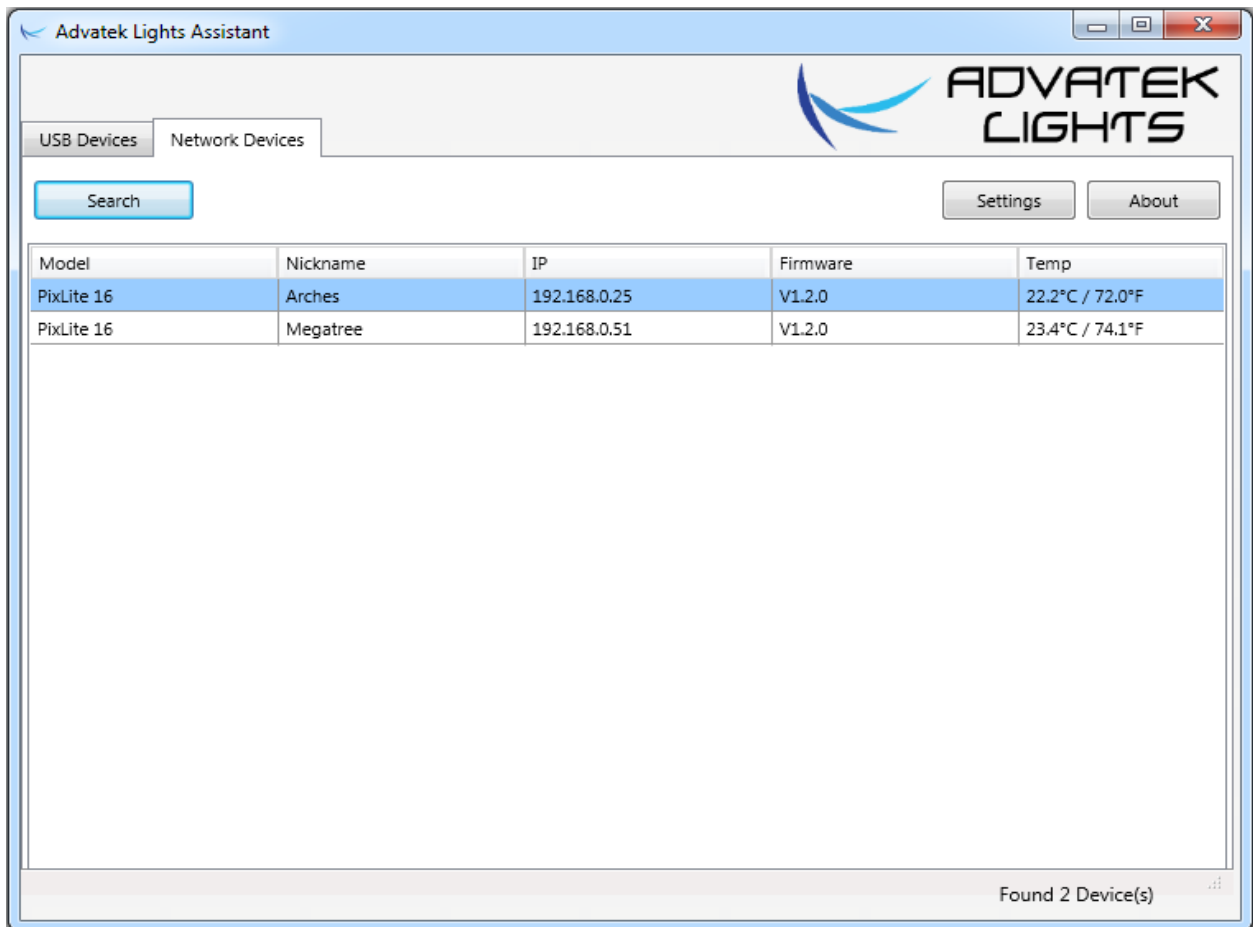 Advatek Lights Assistant
ADVATEK
LIGHTS
USB Devices Network Devices
Search Settings About
Model Nickname IP Firmware Temp
PixLite 16 Arches 192.168.0.25 V1.2.0 22.2°C / 72.0°F
PixLite 16 Megatree 192.168.0.51 V1.2.0 23.4°C / 74.1°F
Found 2 Device(s)